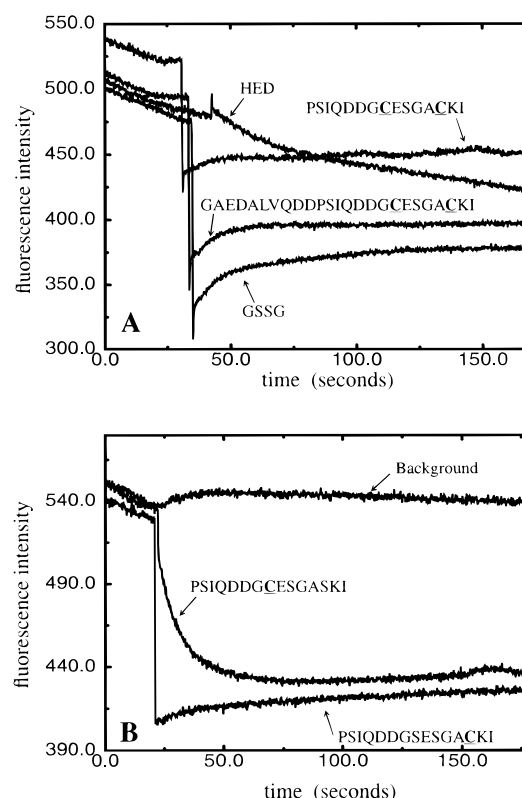 550.0
500.0
450.0
400.0
350.0
300.0
fluorescence intensity
HED
PSIQDDGCESGACKI
GAEDALVQDDPSIQDDGCESGACKI
GSSG
A
0.0 50.0 100.0 150.0
time (seconds)
540.0
490.0
440.0
390.0
fluorescence intensity
Background
PSIQDDGCESGASKI
PSIQDDGSESGACKI
B
0.0 50.0 100.0 150.0
time (seconds)